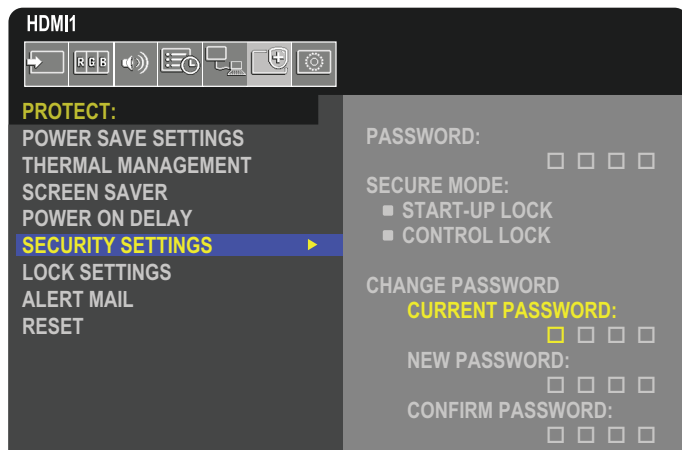 HDMI1
RGB
PROTECT:
POWER SAVE SETTINGS
THERMAL MANAGEMENT
SCREEN SAVER
POWER ON DELAY
SECURITY SETTINGS
LOCK SETTINGS
ALERT MAIL
RESET
PASSWORD:
SECURE MODE:
START-UP LOCK
CONTROL LOCK
CHANGE PASSWORD
CURRENT PASSWORD:
NEW PASSWORD:
CONFIRM PASSWORD: